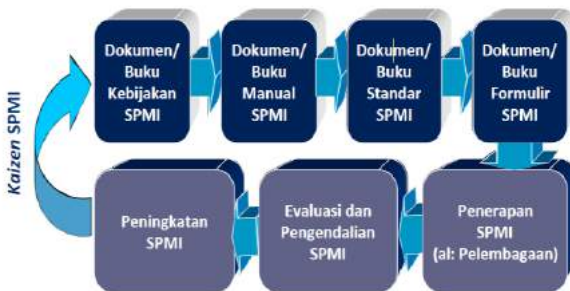 Kaizen SPMI
Dokumen/
Buku
Kebijakan
SPMI
Dokumen/
Buku
Manual
SPMI
Dokumen/
Buku
Standar
SPMI
Dokumen/
Buku
Formulir
SPMI
Penerapan
SPMI
(al: Pelembagaan)
Evaluasi dan
Pengendalian
SPMI
Peningkatan
SPMI